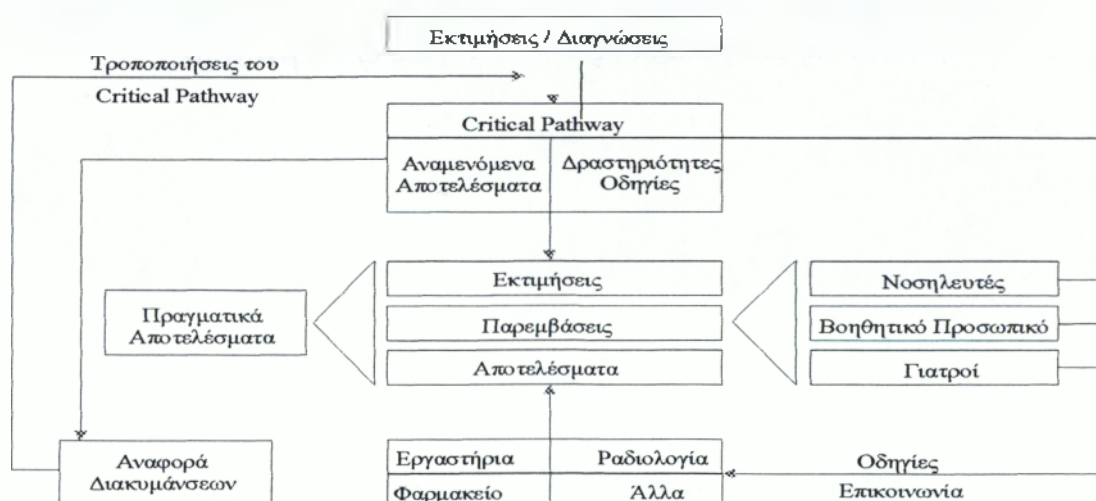 Εκτιμήσεις / Διαγνώσεις
Τροποποιήσεις του
Critical Pathway
Critical Pathway
Αναμενόμενα
Αποτελέσματα
Δραστηριότητες
Οδηγίες
Εκτιμήσεις
Παρεμβάσεις
Αποτελέσματα
Πραγματικά
Αποτελέσματα
Νοσηλευτές
Βοηθητικό Προσωπικό
Γιατροί
Αναφορά
Διακυμάνσεων
Εργαστήρια Ραδιολογία
Φαρμακείο Άλλα
Οδηγίες
Επικοινωνία